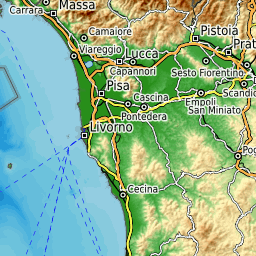 Massa
Carrara
Camaiore
Pistoia
Viareggio
Lucca
Prat
Capannori
Sesto Fiorentino
Pisa
Scandic
Cascina
Empoli
San Miniato
Pontedera
Livorno
Pog
Cecina